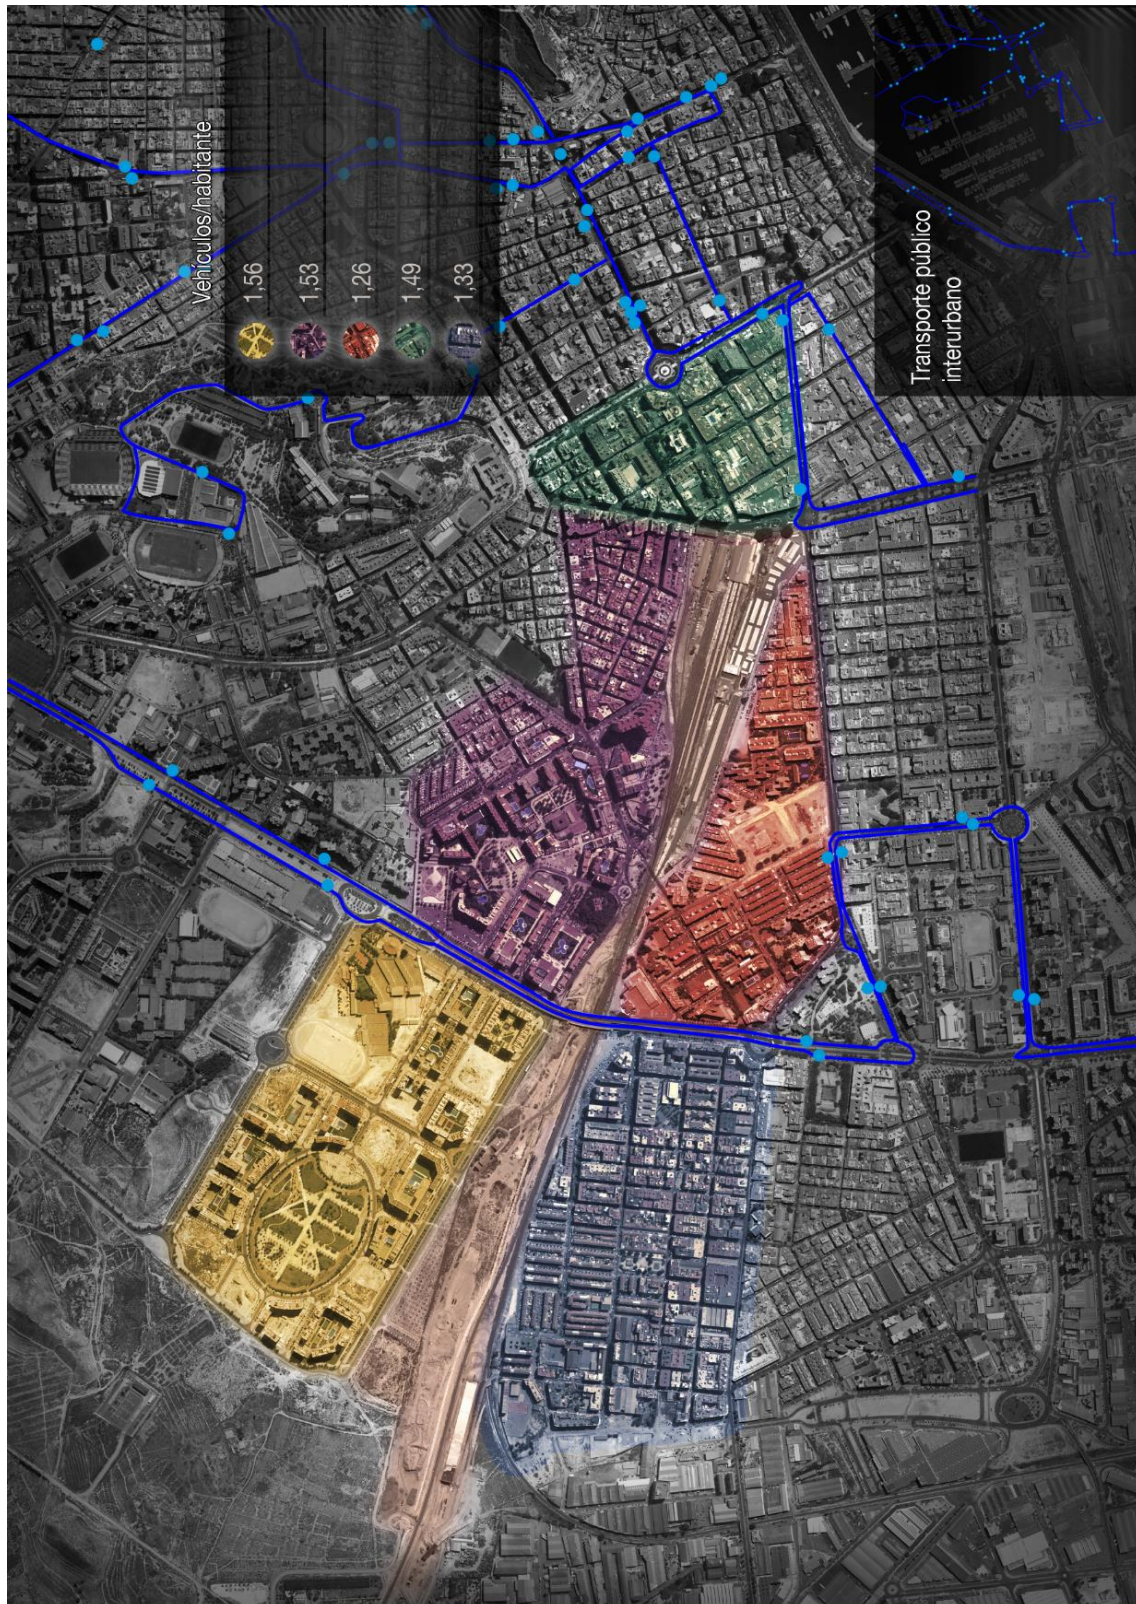 Vehículos/habitante
1,56
1,53
1,26
1,49
1,33
Transporte público
interurbano